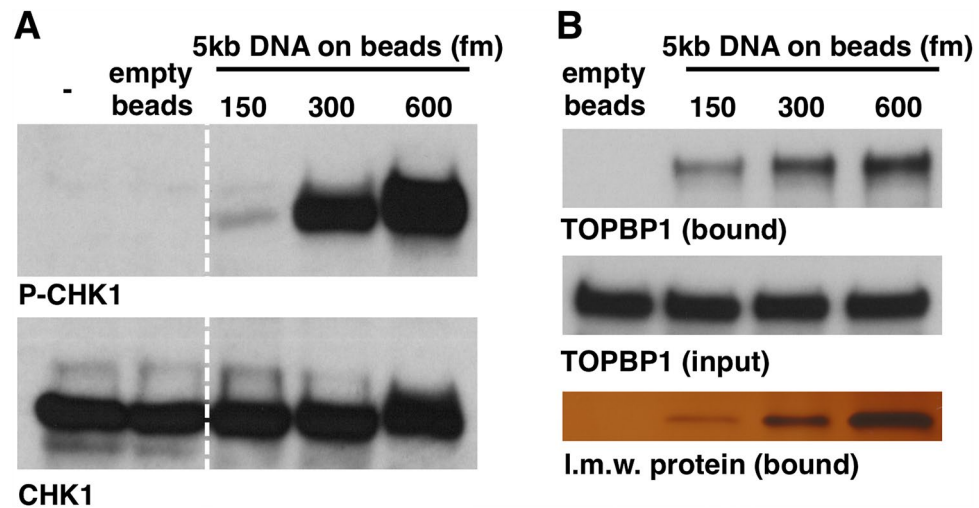 A
5kb DNA on beads (fm)
-
empty
beads
150
300
600
P-CHK1
CHK1
B
5kb DNA on beads (fm)
empty
beads
150
300
600
TOPBP1 (bound)
TOPBP1 (input)
l.m.w. protein (bound)